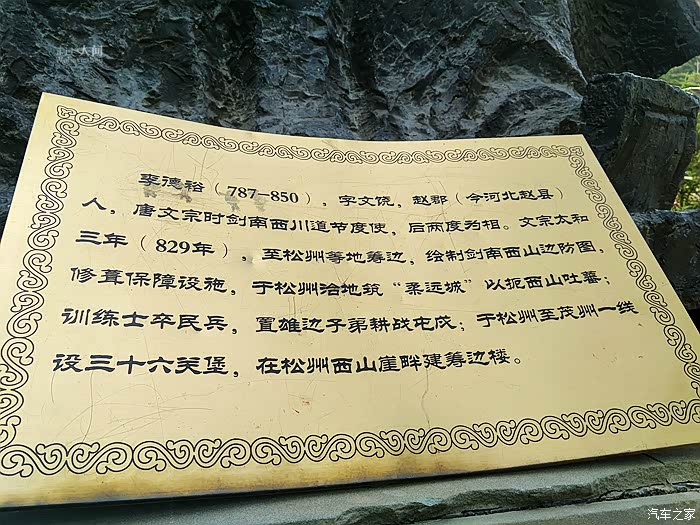 李德裕（787—850），字文饶，赵郡（今河北赵县）
人，唐文宗时剑南西川道节度使，后两度为相。文宗太和
三年（829年），至松州等地筹边，绘制剑南西山边防图，
修葺保障设施，于松州治地筑“柔远城”以扼西山吐蕃；
训练士卒民兵，置雄边子弟耕战屯戍；于松州至茂州一线
设三十六关堡，在松州西山崖畔建筹边楼。
汽车之家